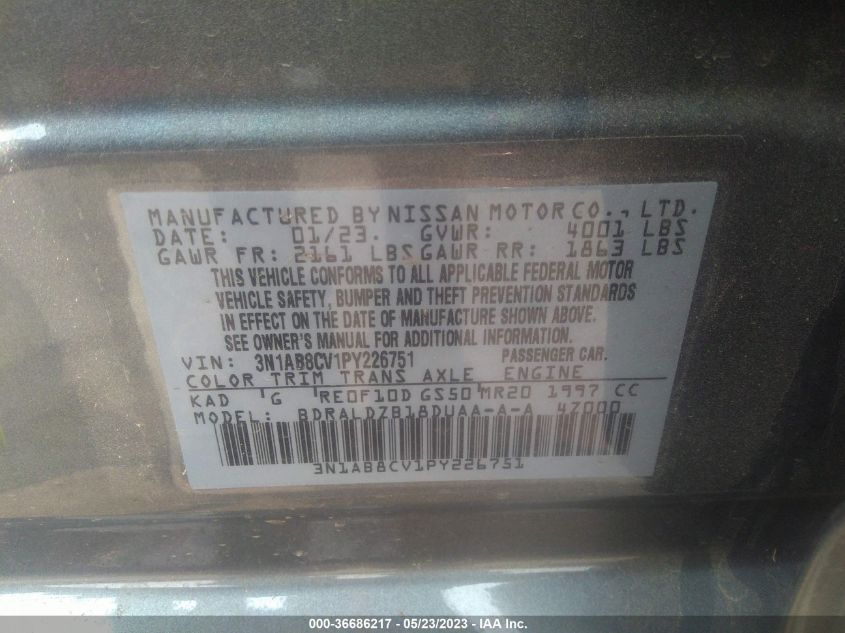 MANUFACTURED BY NISSAN MOTOR CO., LTD.
DATE: 01/23. GVWR: 4001 LBS
GAWR FR: 2161 LBS GAWR RR: 1863 LBS
THIS VEHICLE CONFORMS TO ALL APPLICABLE FEDERAL MOTOR
VEHICLE SAFETY, BUMPER AND THEFT PREVENTION STANDARDS
IN EFFECT ON THE DATE OF MANUFACTURE SHOWN ABOVE.
SEE OWNER'S MANUAL FOR ADDITIONAL INFORMATION.
VIN: 3N1AB8CV1PY226751 PASSENGER CAR.
COLOR TRIM TRANS AXLE ENGINE
KAD G RE0F10D GS50 MR20 1997 CC
MODEL: BDRALDZB18DUAA-A-A 4Z000
3N1AB8CV1PY226751
000-36686217 - 05/23/2023 - IAA Inc.